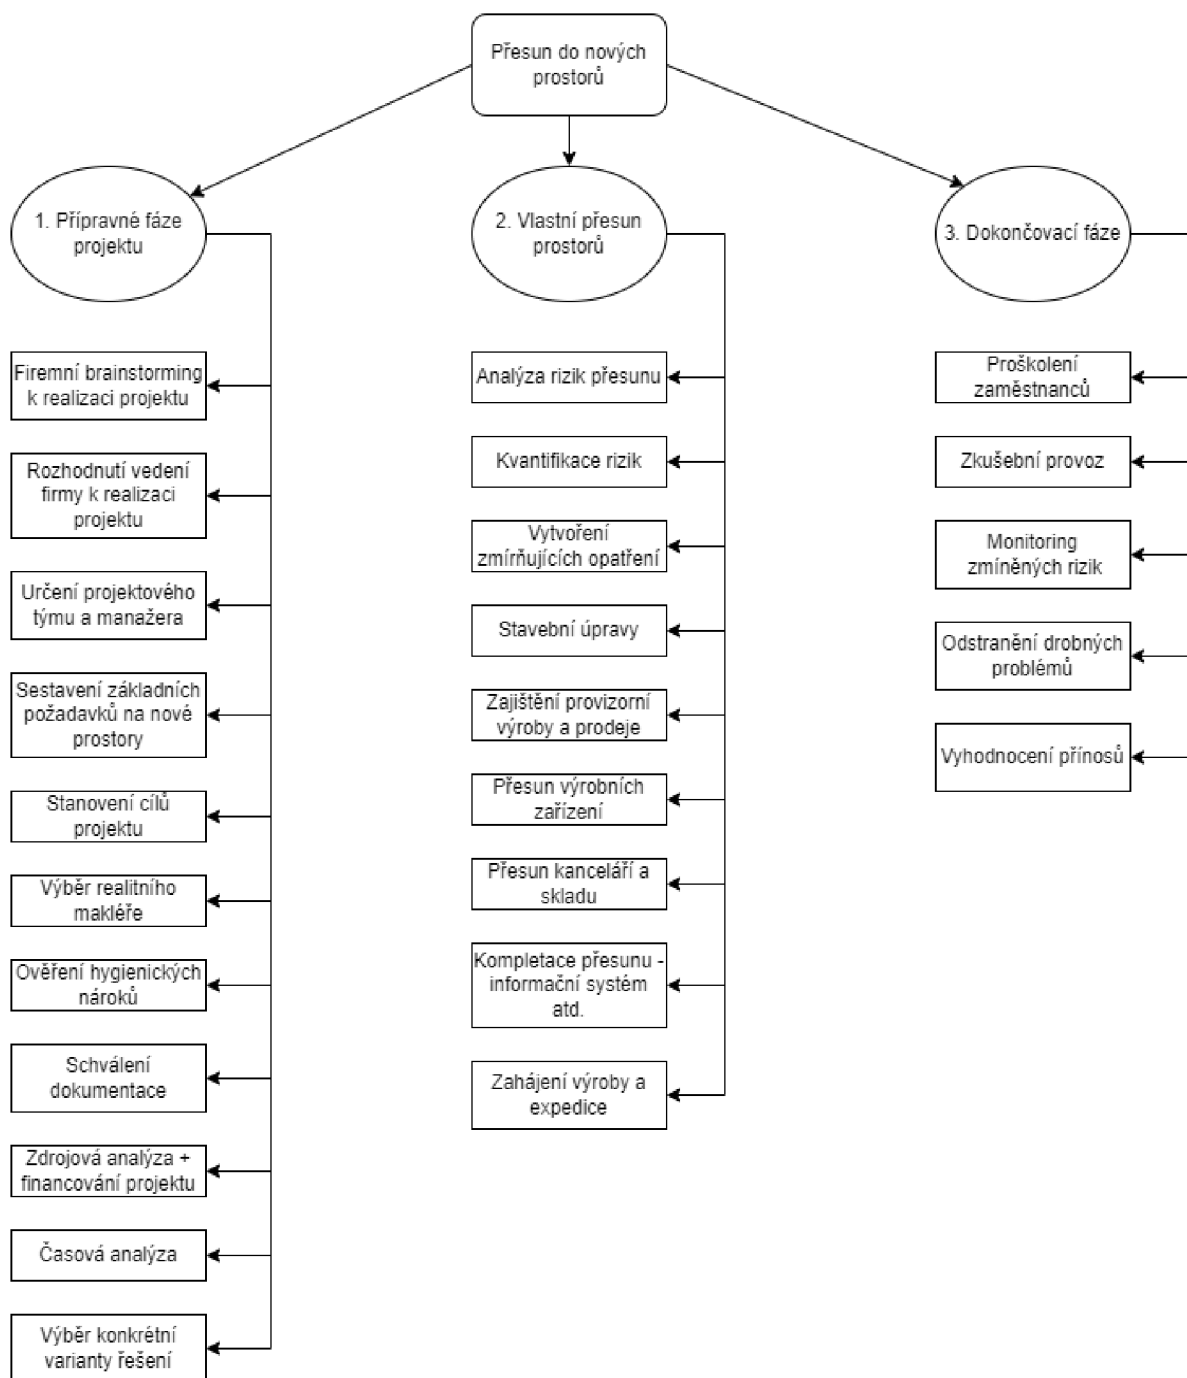 Přesun do nových
prostorů
1. Přípravné fáze
projektu
2. Vlastní přesun
prostorů
3. Dokončovací fáze
Firemní brainstorming
k realizaci projektu
Rozhodnutí vedení
firmy k realizaci
projektu
Určení projektového
týmu a manažera
Sestavení základních
požadavků na nové
prostory
Stanovení cílů
projektu
Výběr realitního
makléře
Ověření hygienických
nároků
Schválení
dokumentace
Zdrojová analýza +
financování projektu
Časová analýza
Výběr konkrétní
varianty řešení
Analýza rizik přesunu
Kvantifikace rizik
Vytvoření
zmírňujících opatření
Stavební úpravy
Zajištění provizorní
výroby a prodeje
Přesun výrobních
zařízení
Přesun kanceláří a
skladu
Kompletace přesunu -
informační systém
atd.
Zahájení výroby a
expedice
Proškolení
zaměstnanců
Zkušební provoz
Monitoring
zmíněných rizik
Odstranění drobných
problémů
Vyhodnocení přínosů